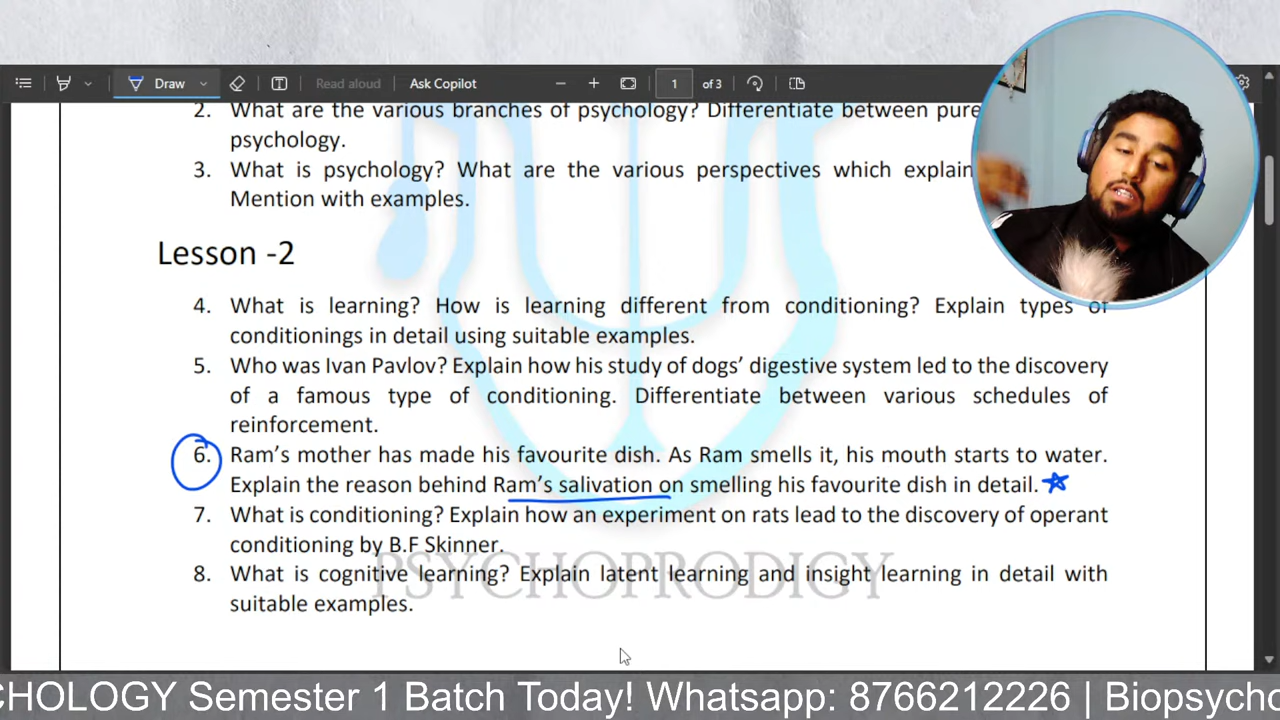 Draw
Read aloud
Ask Copilot
1 of 3
2. What are the various branches of psychology? Differentiate between pure
psychology.
3. What is psychology? What are the various perspectives which explain
Mention with examples.
Lesson -2
4. What is learning? How is learning different from conditioning? Explain types of
conditionings in detail using suitable examples.
5. Who was Ivan Pavlov? Explain how his study of dogs’ digestive system led to the discovery
of a famous type of conditioning. Differentiate between various schedules of
reinforcement.
6. Ram’s mother has made his favourite dish. As Ram smells it, his mouth starts to water.
Explain the reason behind Ram’s salivation on smelling his favourite dish in detail.
7. What is conditioning? Explain how an experiment on rats lead to the discovery of operant
conditioning by B.F Skinner.
8. What is cognitive learning? Explain latent learning and insight learning in detail with
suitable examples.
PSYCHOPRODIGY
CHOLOGY Semester 1 Batch Today! Whatsapp: 8766212226 | Biopsycho